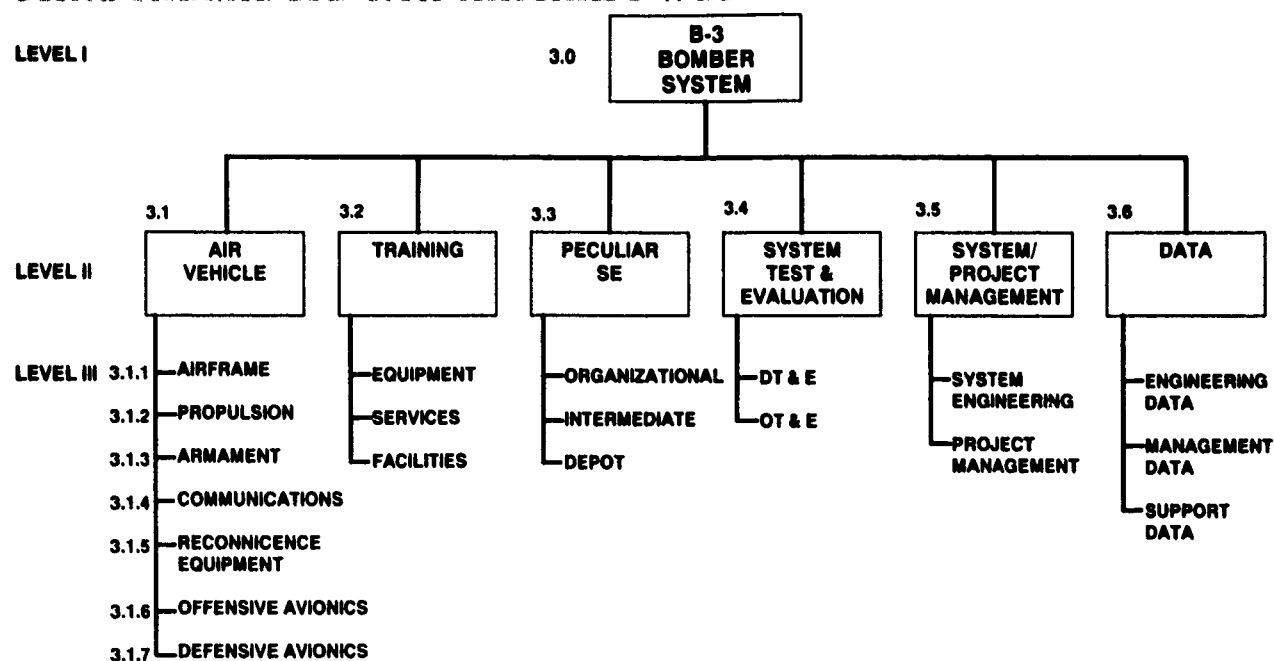 LEVEL I
3.0
B-3
BOMBER
SYSTEM
3.1
3.2
3.3
3.4
3.5
3.6
LEVEL II
AIR
VEHICLE
TRAINING
PECULIAR
SE
SYSTEM
TEST &
EVALUATION
SYSTEM/
PROJECT
MANAGEMENT
DATA
LEVEL III
3.1.1 AIRFRAME
3.1.2 PROPULSION
3.1.3 ARMAMENT
3.1.4 COMMUNICATIONS
3.1.5 RECONNICENCE
EQUIPMENT
3.1.6 OFFENSIVE AVIONICS
3.1.7 DEFENSIVE AVIONICS
EQUIPMENT
SERVICES
FACILITIES
ORGANIZATIONAL
INTERMEDIATE
DEPOT
DT & E
OT & E
SYSTEM
ENGINEERING
PROJECT
MANAGEMENT
ENGINEERING
DATA
MANAGEMENT
DATA
SUPPORT
DATA